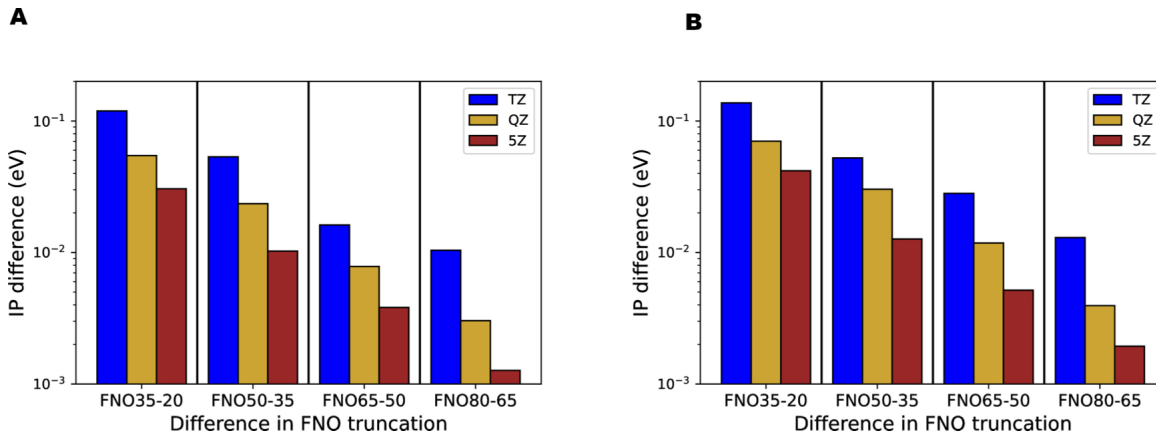 A
IP difference (eV)
10⁻¹
10⁻²
10⁻³
TZ
QZ
5Z
FNO35-20 FNO50-35 FNO65-50 FNO80-65
Difference in FNO truncation
B
IP difference (eV)
10⁻¹
10⁻²
10⁻³
TZ
QZ
5Z
FNO35-20 FNO50-35 FNO65-50 FNO80-65
Difference in FNO truncation